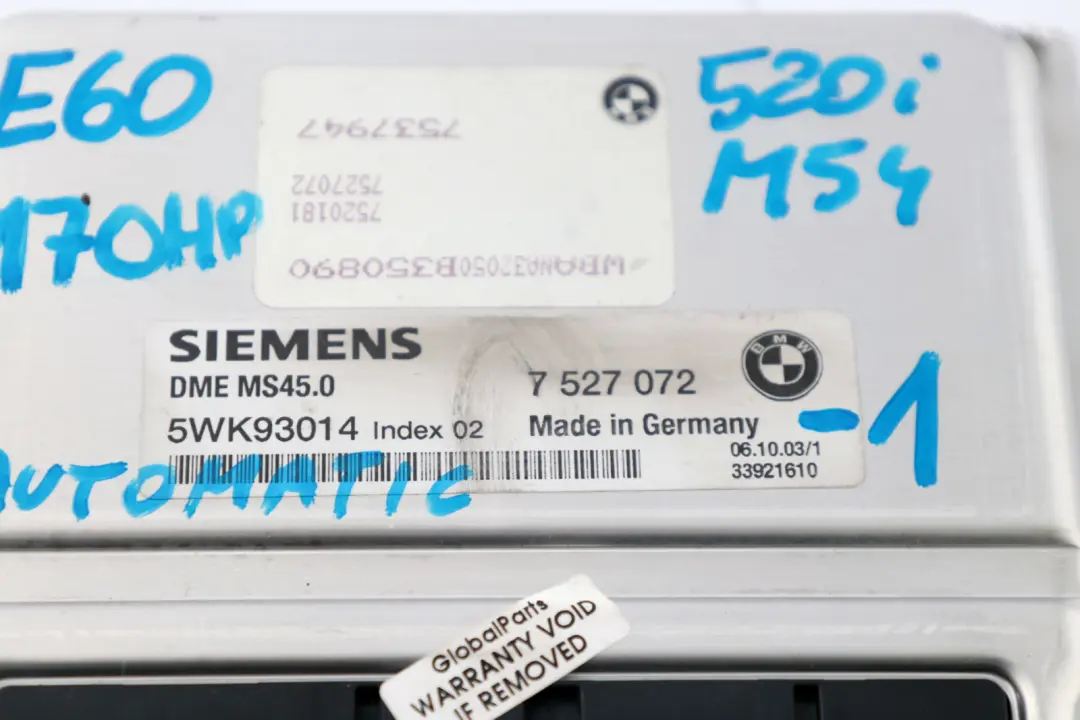 E60
520i
M54
170HP
7537947
7527072
7520181
WBANA32050B350890
SIEMENS
DME MS45.0
7 527 072
BMW
5WK93014 Index 02
Made in Germany
-1
06.10.03/1
33921610
AUTOMATIC
GlobalParts
WARRANTY VOID
IF REMOVED